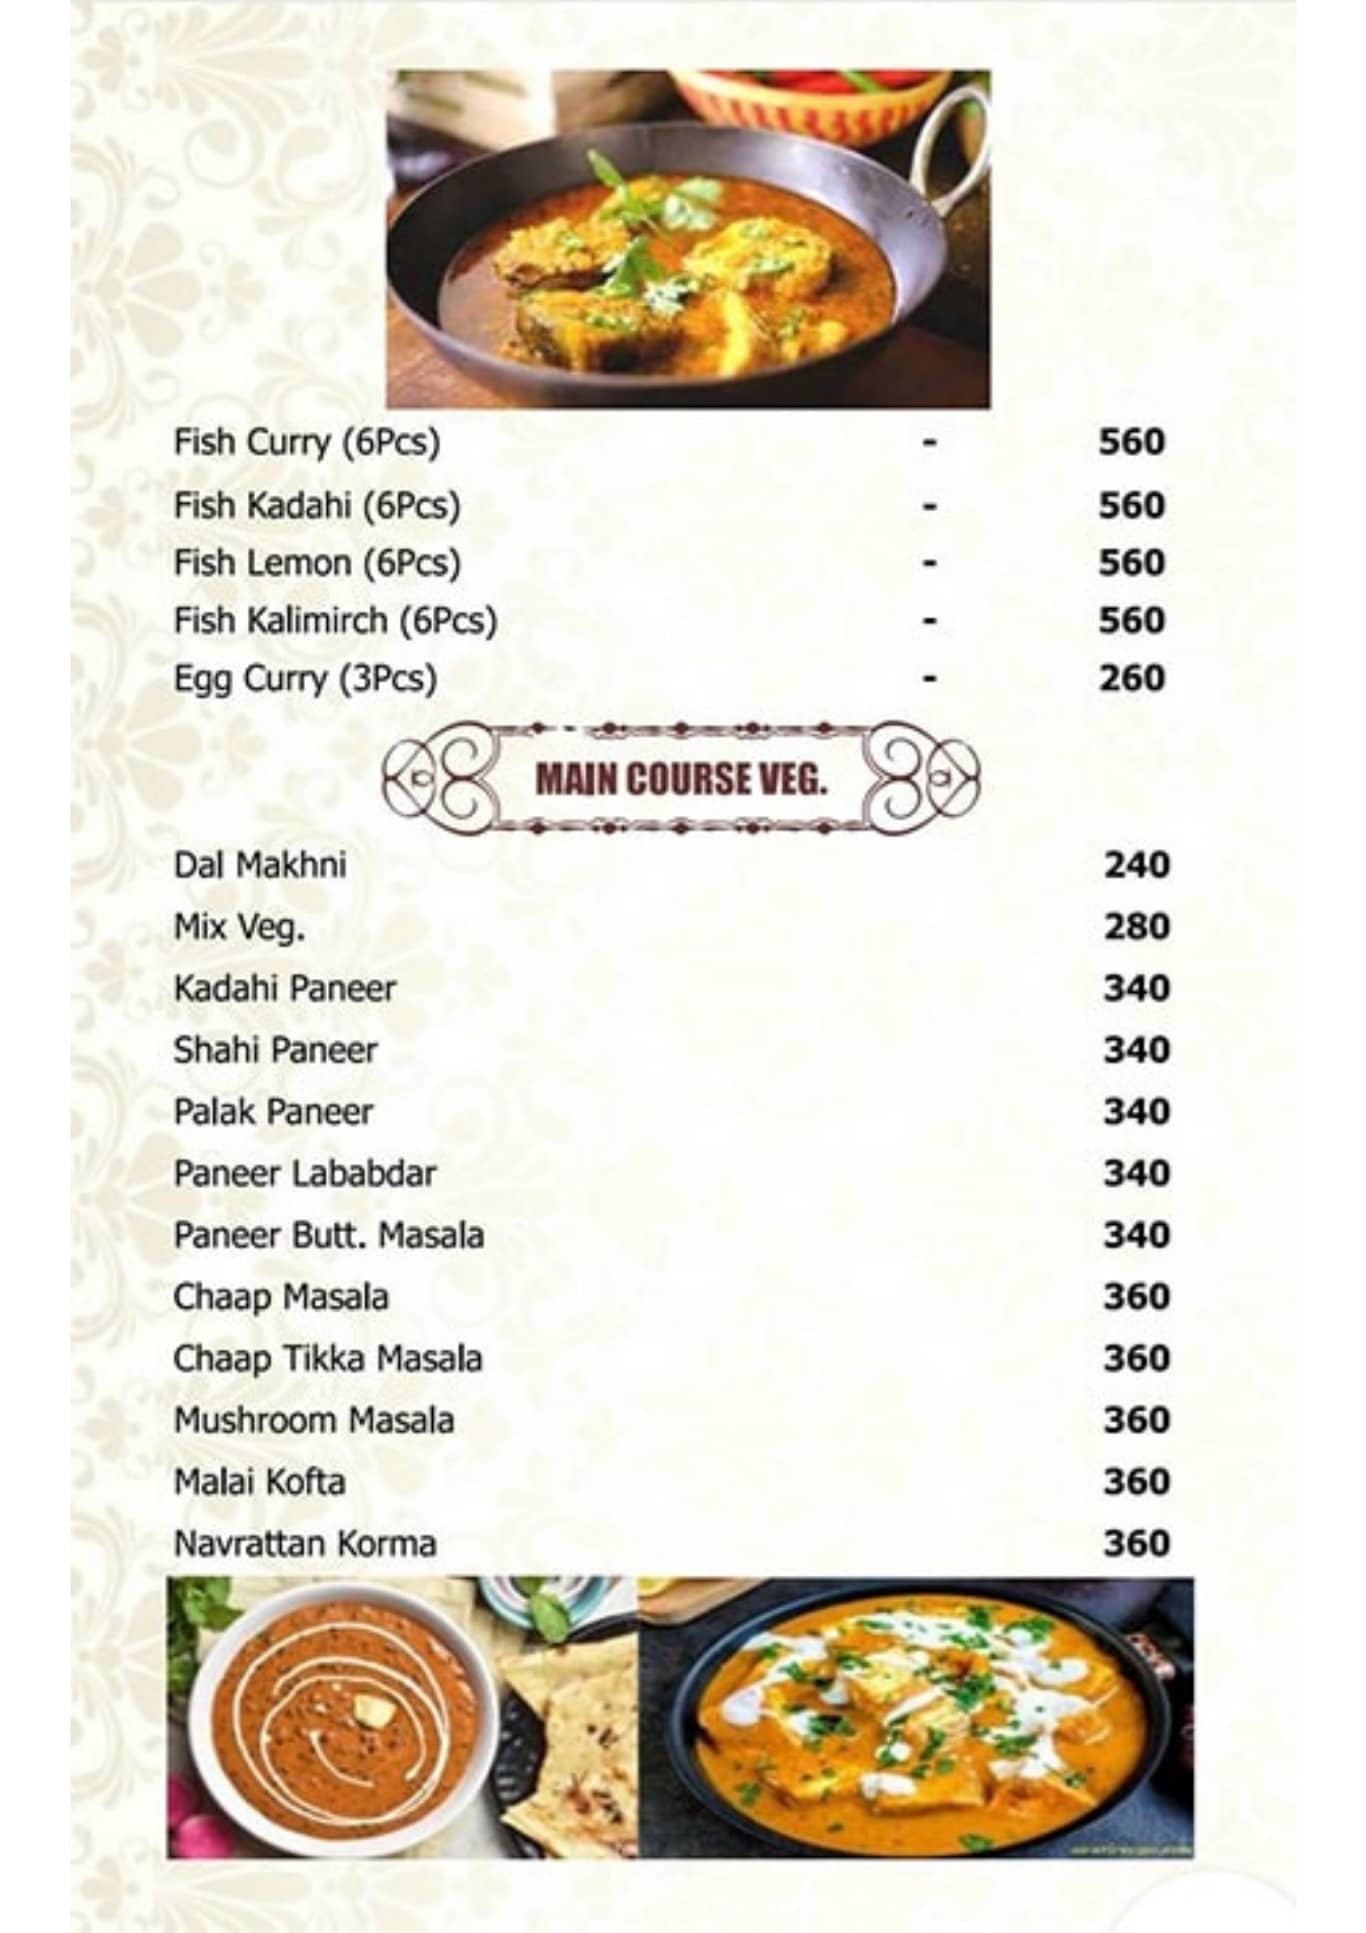 Fish Curry (6Pcs) - 560
Fish Kadahi (6Pcs) - 560
Fish Lemon (6Pcs) - 560
Fish Kalimirch (6Pcs) - 560
Egg Curry (3Pcs) - 260
MAIN COURSE VEG.
Dal Makhni 240
Mix Veg. 280
Kadahi Paneer 340
Shahi Paneer 340
Palak Paneer 340
Paneer Lababdar 340
Paneer Butt. Masala 340
Chaap Masala 360
Chaap Tikka Masala 360
Mushroom Masala 360
Malai Kofta 360
Navrattan Korma 360